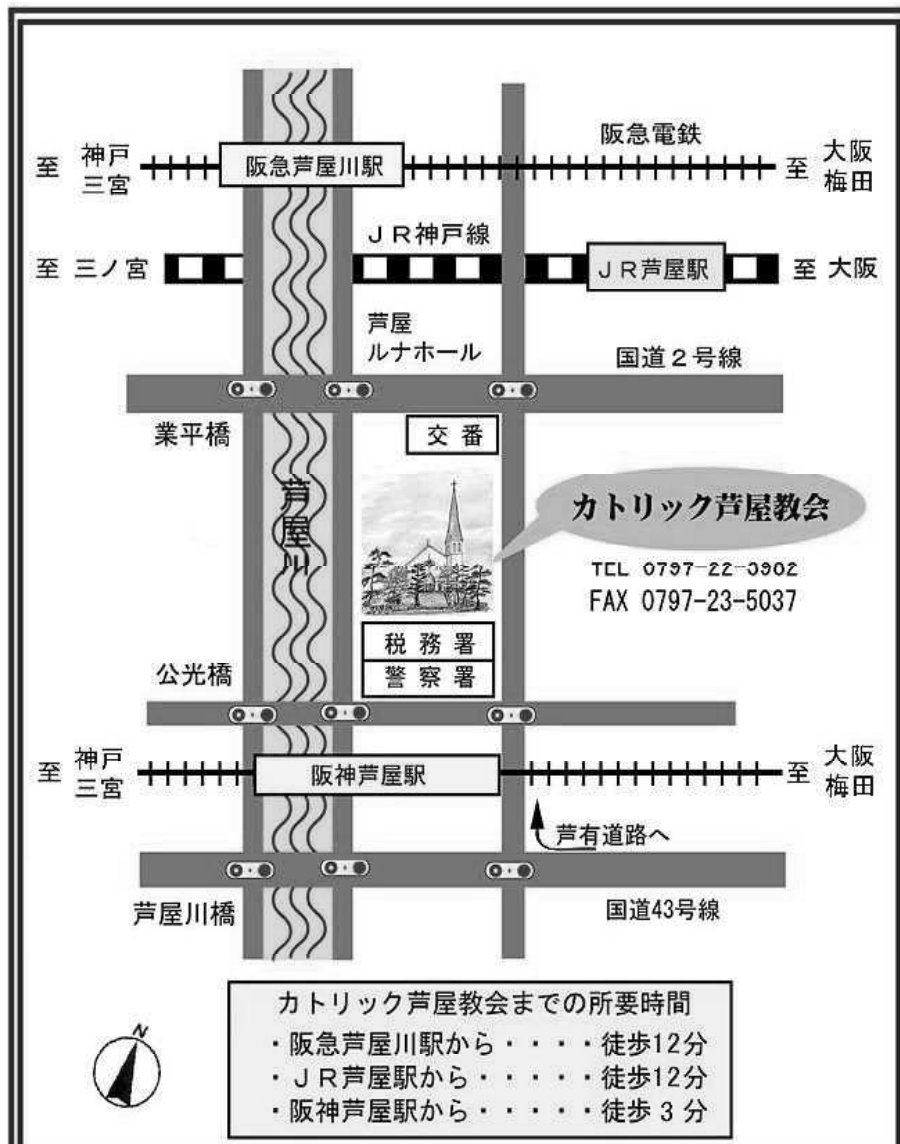 阪急電鉄
至 神戸三宮
阪急芦屋川駅
至 大阪梅田
JR神戸線
至 三ノ宮
JR芦屋駅
至 大阪
芦屋
ルナホール
国道2号線
業平橋
交番
芦屋川
カトリック芦屋教会
TEL 0797-22-0902
FAX 0797-23-5037
税務署
警察署
公光橋
至 神戸三宮
阪神芦屋駅
至 大阪梅田
芦有道路へ
芦屋川橋
国道43号線
カトリック芦屋教会までの所要時間
・阪急芦屋川駅から・・・・徒歩12分
・JR芦屋駅から・・・・・徒歩12分
・阪神芦屋駅から・・・・・徒歩3分
N